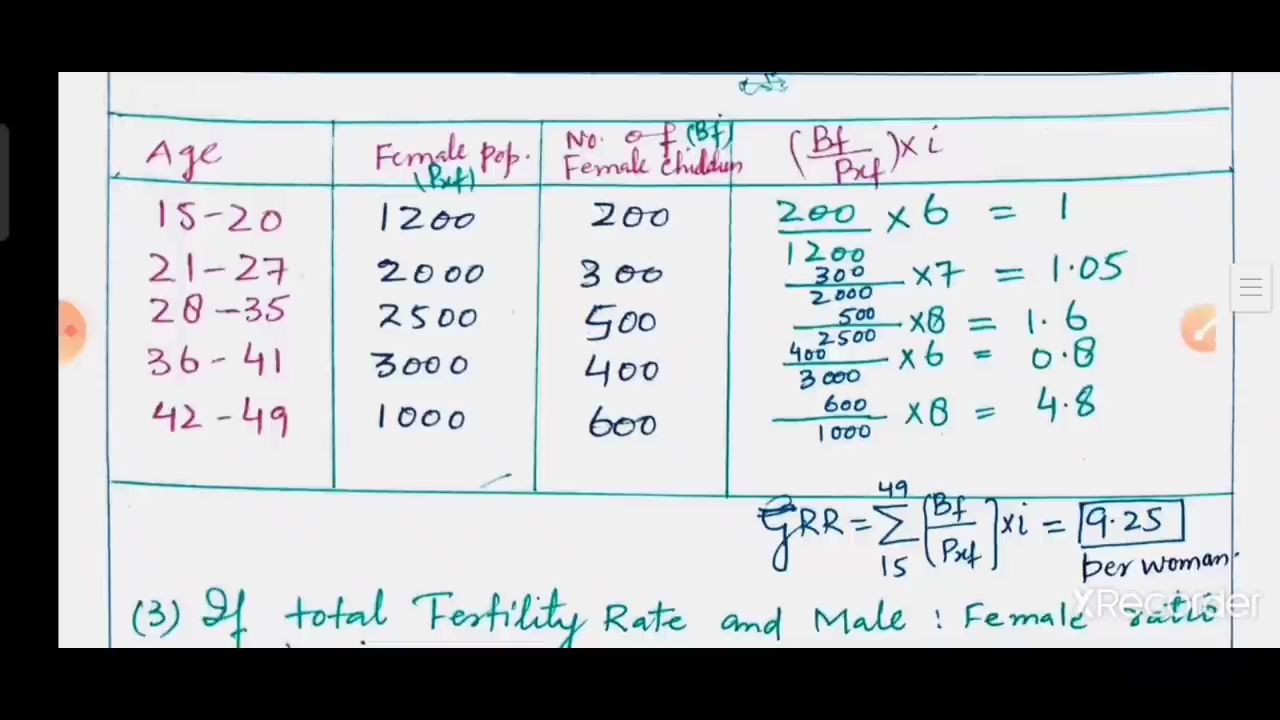 Age Female pop. (Pxf) No. of (Bf) Female children (Bf/Pxf) × i
15-20 1200 200 200/1200 × 6 = 1
21-27 2000 300 300/2000 × 7 = 1.05
28-35 2500 500 500/2500 × 8 = 1.6
36-41 3000 400 400/3000 × 6 = 0.8
42-49 1000 600 600/1000 × 8 = 4.8
GRR = 49 Σ 15 [Bf/Pxf] × i = 9.25
per woman.
XRecorder
(3) If total Fertility Rate and Male : Female ratio